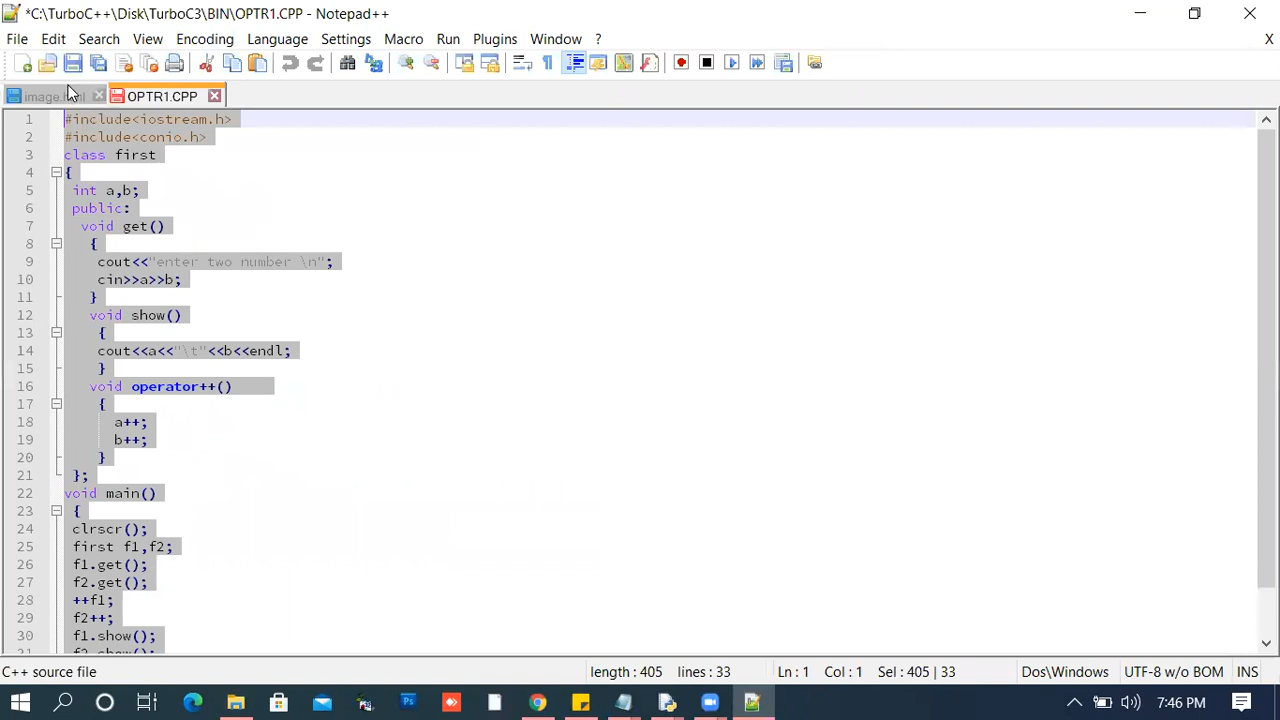 *C:\TurboC++\Disk\TurboC3\BIN\OPTR1.CPP - Notepad++
File Edit Search View Encoding Language Settings Macro Run Plugins Window ? X
OPTR1.CPP
1 #include<iostream.h>
2 #include<conio.h>
3 class first
4 {
5 int a,b;
6 public:
7 void get()
8 {
9 cout<<"enter two number \n";
10 cin>>a>>b;
11 }
12 void show()
13 {
14 cout<<a<<"\t"<<b<<endl;
15 }
16 void operator++()
17 {
18 a++;
19 b++;
20 }
21 };
22 void main()
23 {
24 clrscr();
25 first f1,f2;
26 f1.get();
27 f2.get();
28 ++f1;
29 f2++;
30 f1.show();
31 f2.show();
C++ source file length : 405 lines : 33 Ln : 1 Col : 1 Sel : 405 | 33 Dos\Windows UTF-8 w/o BOM INS
7:46 PM